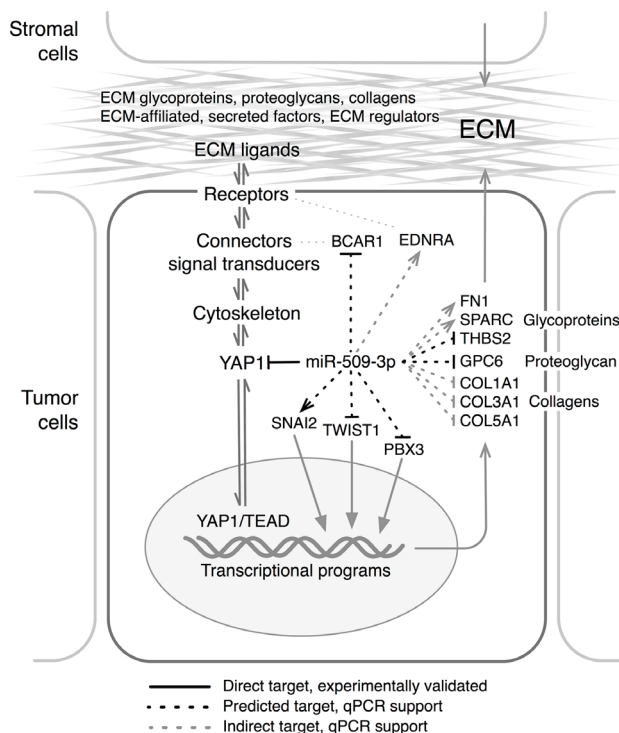 Stromal
cells
ECM glycoproteins, proteoglycans, collagens
ECM-affiliated, secreted factors, ECM regulators
ECM
ECM ligands
Receptors
Connectors
signal transducers
BCAR1
EDNRA
Cytoskeleton
FN1
SPARC
Glycoproteins
THBS2
YAP1
miR-509-3p
GPC6
Proteoglycan
COL1A1
COL3A1
Collagens
COL5A1
Tumor
cells
SNAI2
TWIST1
PBX3
YAP1/TEAD
Transcriptional programs
Direct target, experimentally validated
Predicted target, qPCR support
Indirect target, qPCR support